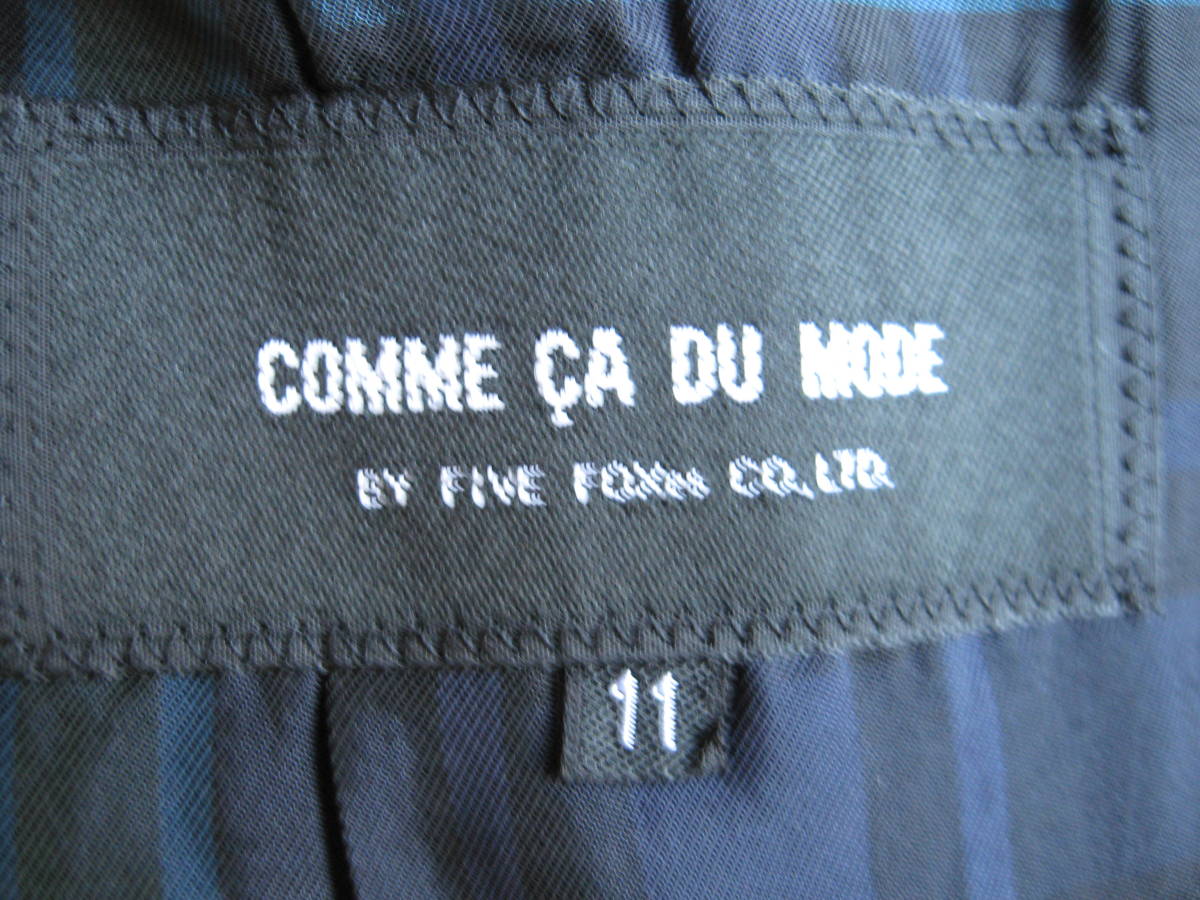 COMME ÇA DU MODE
BY FIVE FOXes CO.,LTD.
11